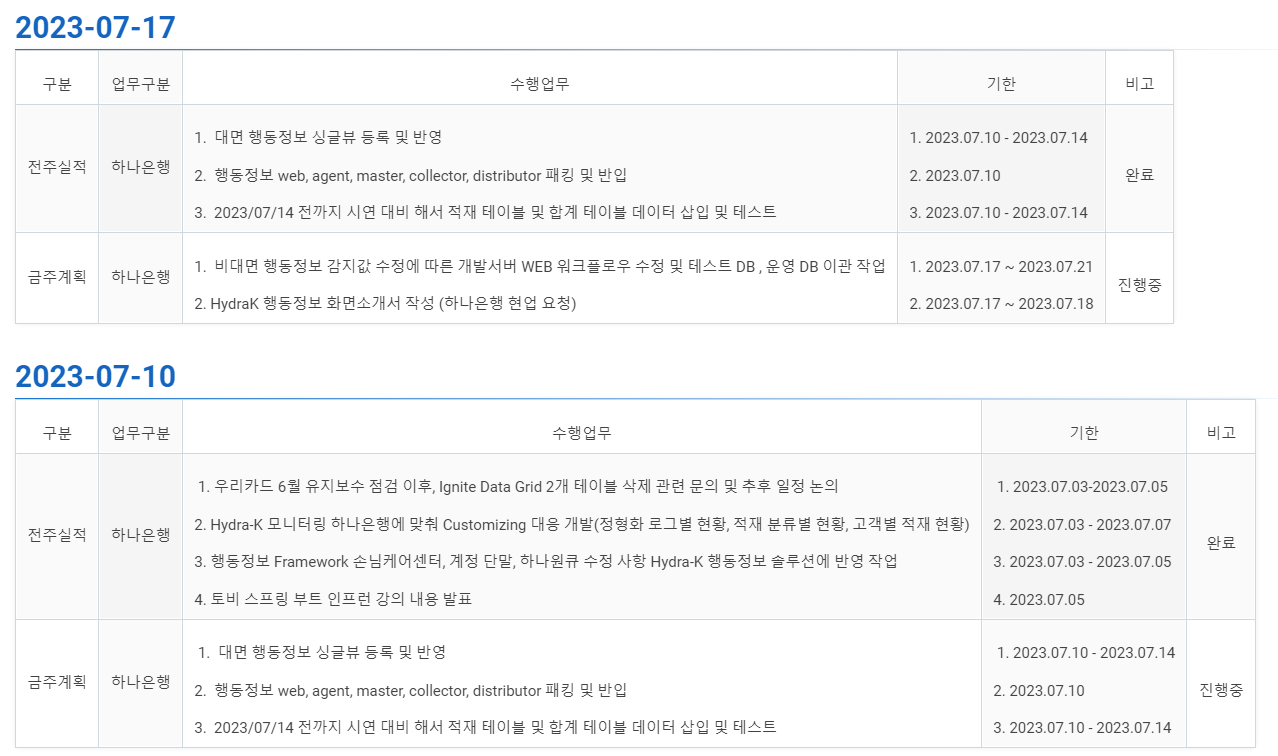 2023-07-17
구분 업무구분 수행업무 기한 비고
전주실적 하나은행
1. 대면 행동정보 싱글뷰 등록 및 반영
2. 행동정보 web, agent, master, collector, distributor 패킹 및 반입
3. 2023/07/14 전까지 시연 대비 해서 적재 테이블 및 합계 테이블 데이터 삽입 및 테스트
1. 2023.07.10 - 2023.07.14
2. 2023.07.10
3. 2023.07.10 - 2023.07.14
완료
금주계획 하나은행
1. 비대면 행동정보 감지값 수정에 따른 개발서버 WEB 워크플로우 수정 및 테스트 DB , 운영 DB 이관 작업
2. HydraK 행동정보 화면소개서 작성 (하나은행 현업 요청)
1. 2023.07.17 ~ 2023.07.21
2. 2023.07.17 ~ 2023.07.18
진행중
2023-07-10
구분 업무구분 수행업무 기한 비고
전주실적 하나은행
1. 우리카드 6월 유지보수 점검 이후, Ignite Data Grid 2개 테이블 삭제 관련 문의 및 추후 일정 논의
2. Hydra-K 모니터링 하나은행에 맞춰 Customizing 대응 개발(정형화 로그별 현황, 적재 분류별 현황, 고객별 적재 현황)
3. 행동정보 Framework 손님케어센터, 계정 단말, 하나원큐 수정 사항 Hydra-K 행동정보 솔루션에 반영 작업
4. 토비 스프링 부트 인프런 강의 내용 발표
1. 2023.07.03-2023.07.05
2. 2023.07.03 - 2023.07.07
3. 2023.07.03 - 2023.07.05
4. 2023.07.05
완료
금주계획 하나은행
1. 대면 행동정보 싱글뷰 등록 및 반영
2. 행동정보 web, agent, master, collector, distributor 패킹 및 반입
3. 2023/07/14 전까지 시연 대비 해서 적재 테이블 및 합계 테이블 데이터 삽입 및 테스트
1. 2023.07.10 - 2023.07.14
2. 2023.07.10
3. 2023.07.10 - 2023.07.14
진행중